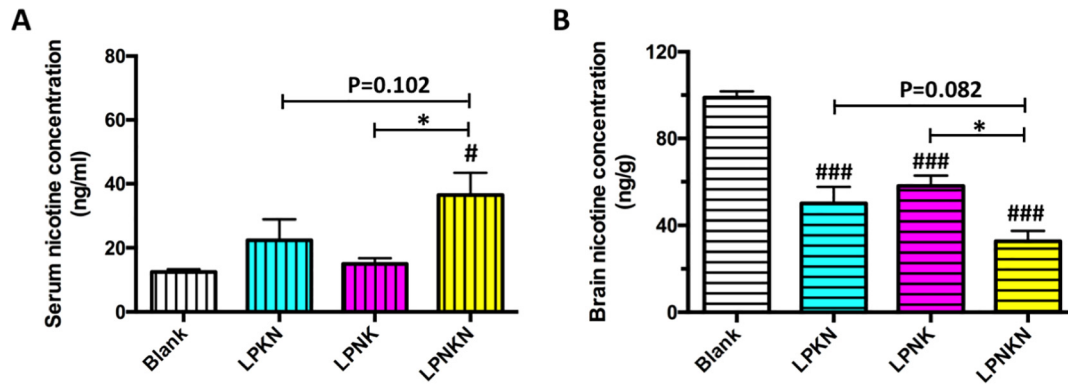 A
Serum nicotine concentration
(ng/ml)
80
60
40
20
0
P=0.102
*
#
Blank
LPKN
LPNK
LPNKN
B
Brain nicotine concentration
(ng/g)
120
80
40
0
P=0.082
*
###
###
###
Blank
LPKN
LPNK
LPNKN